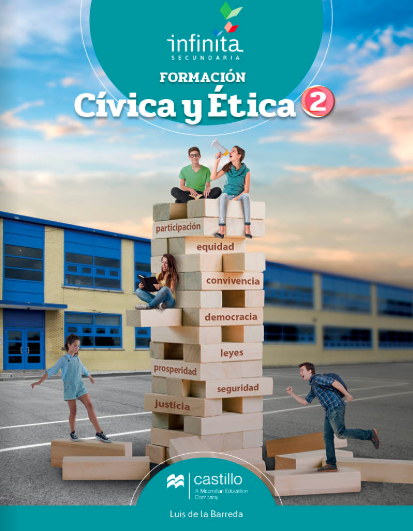 infinita
SECUNDARIA
FORMACIÓN
Cívica y Ética 2
participación
equidad
convivencia
democracia
leyes
prosperidad
seguridad
justicia
castillo
A Macmillan Education
Company
Luis de la Barreda